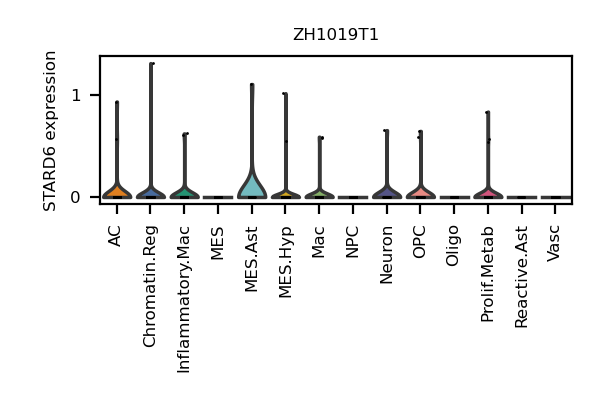 ZH1019T1
STARD6 expression
1
0
AC
Chromatin.Reg
Inflammatory.Mac
MES
MES.Ast
MES.Hyp
Mac
NPC
Neuron
OPC
Oligo
Prolif.Metab
Reactive.Ast
Vasc